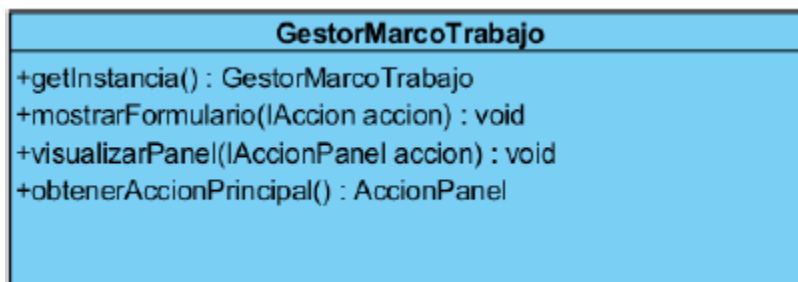 GestorMarcoTrabajo
+getInstancia() : GestorMarcoTrabajo
+mostrarFormulario(IAccion accion) : void
+visualizarPanel(IAccionPanel accion) : void
+obtenerAccionPrincipal() : AccionPanel